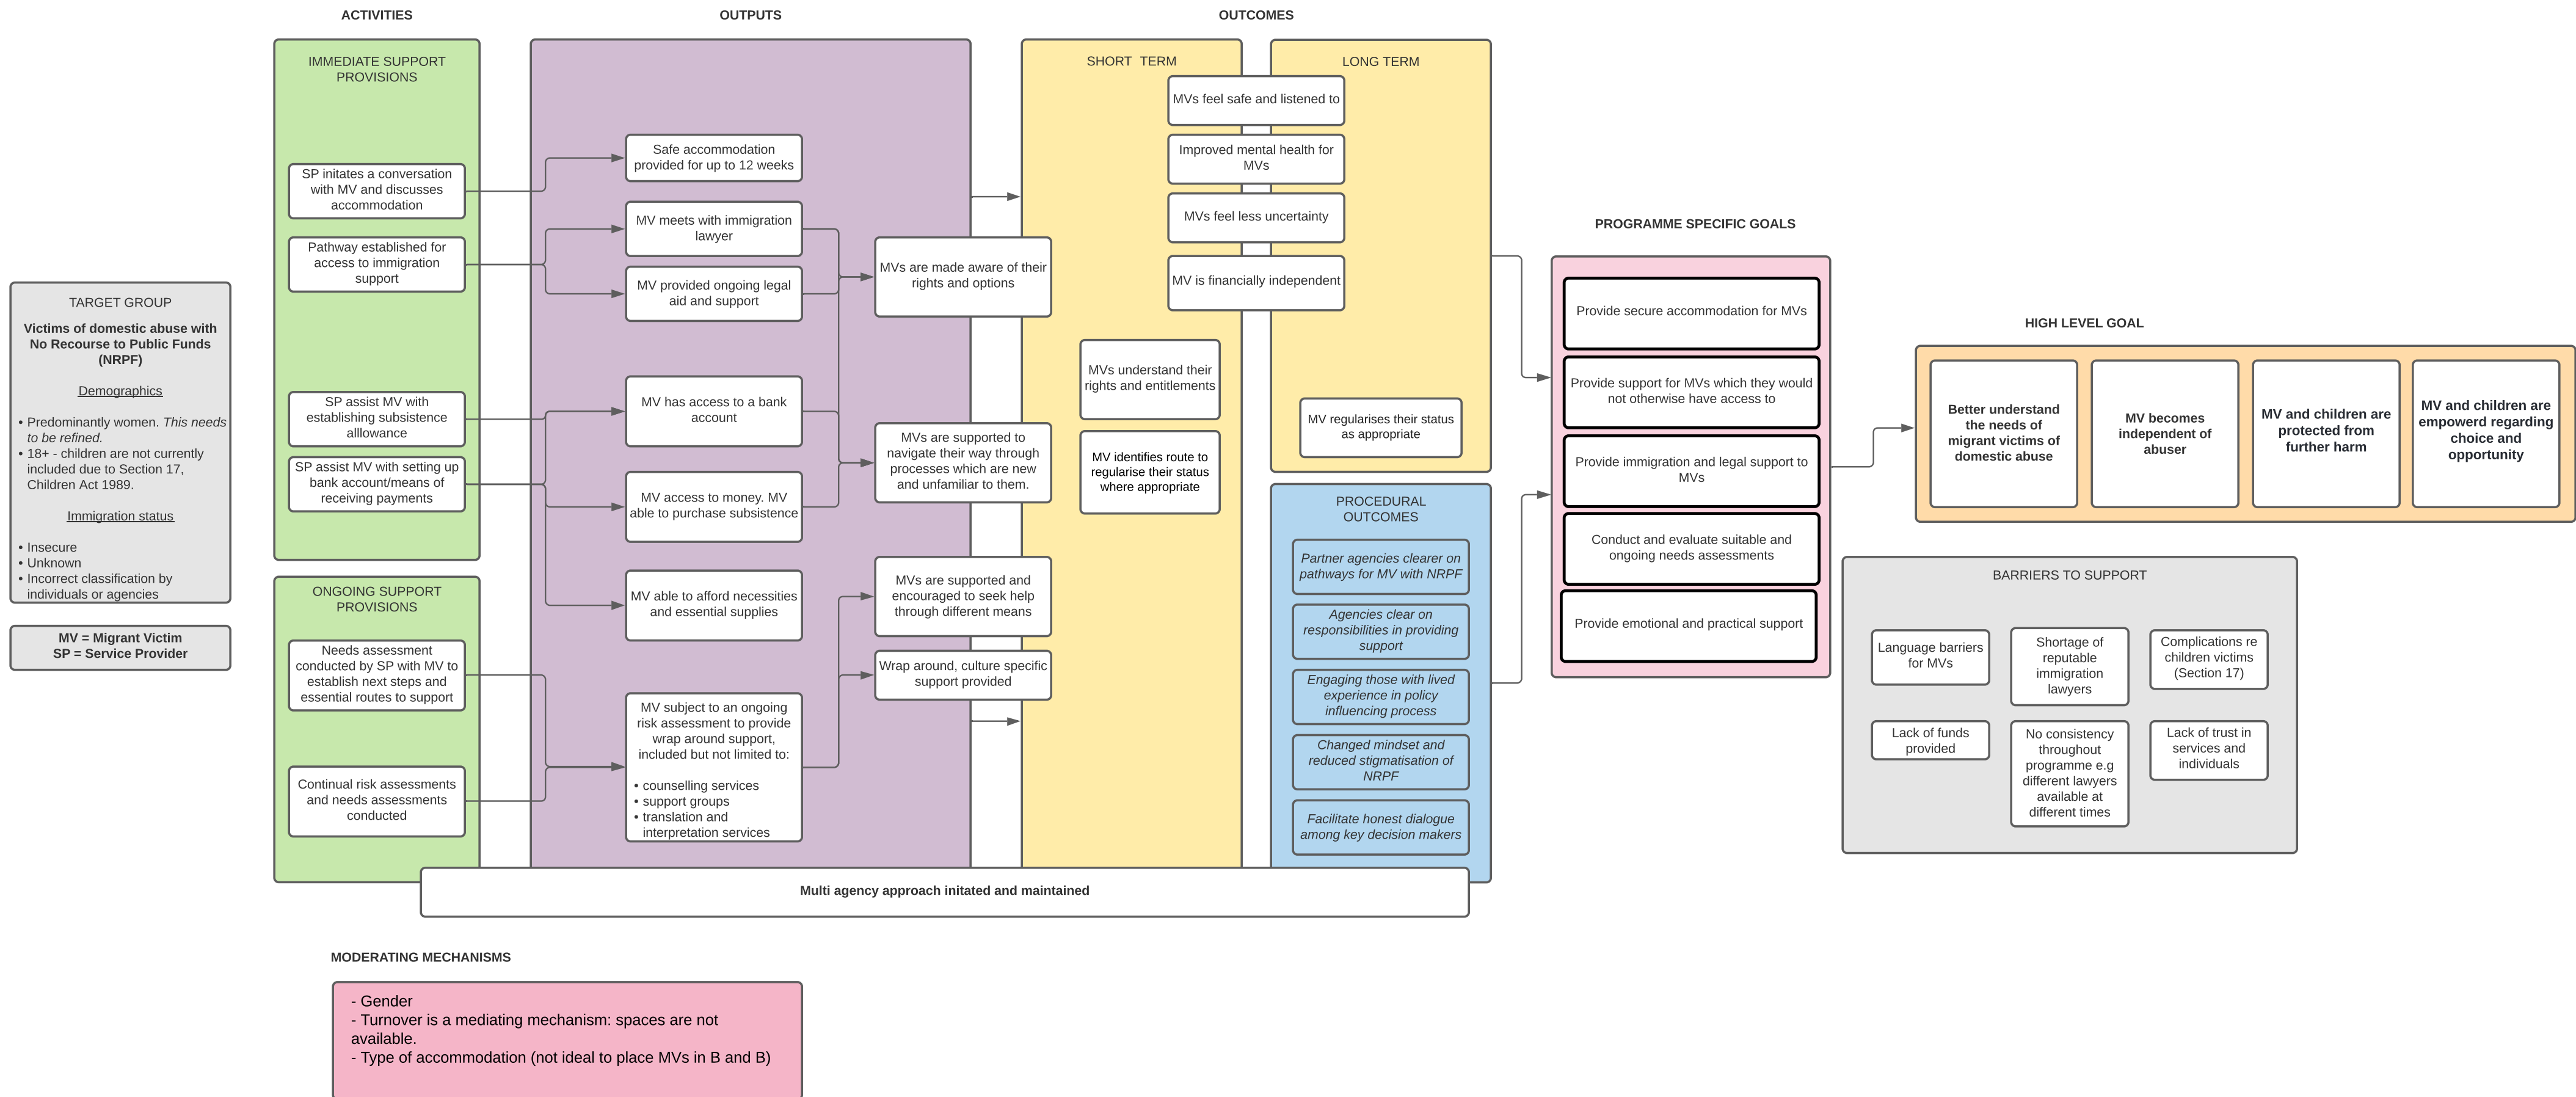 ACTIVITIES
OUTPUTS
OUTCOMES
TARGET GROUP
Victims of domestic abuse with
No Recourse to Public Funds
(NRPF)
Demographics
• Predominantly women. This needs
to be refined.
• 18+ - children are not currently
included due to Section 17,
Children Act 1989.
Immigration status
• Insecure
• Unknown
• Incorrect classification by
individuals or agencies
MV = Migrant Victim
SP = Service Provider
IMMEDIATE SUPPORT
PROVISIONS
SP initates a conversation
with MV and discusses
accommodation
Pathway established for
access to immigration
support
SP assist MV with
establishing subsistence
alllowance
SP assist MV with setting up
bank account/means of
receiving payments
ONGOING SUPPORT
PROVISIONS
Needs assessment
conducted by SP with MV to
establish next steps and
essential routes to support
Continual risk assessments
and needs assessments
conducted
Safe accommodation
provided for up to 12 weeks
MV meets with immigration
lawyer
MV provided ongoing legal
aid and support
MV has access to a bank
account
MV access to money. MV
able to purchase subsistence
MV able to afford necessities
and essential supplies
MV subject to an ongoing
risk assessment to provide
wrap around support,
included but not limited to:
• counselling services
• support groups
• translation and
interpretation services
MVs are made aware of their
rights and options
MVs are supported to
navigate their way through
processes which are new
and unfamiliar to them.
MVs are supported and
encouraged to seek help
through different means
Wrap around, culture specific
support provided
SHORT TERM
LONG TERM
MVs feel safe and listened to
Improved mental health for
MVs
MVs feel less uncertainty
MV is financially independent
MVs understand their
rights and entitlements
MV identifies route to
regularise their status
where appropriate
MV regularises their status
as appropriate
PROCEDURAL
OUTCOMES
Partner agencies clearer on
pathways for MV with NRPF
Agencies clear on
responsibilities in providing
support
Engaging those with lived
experience in policy
influencing process
Changed mindset and
reduced stigmatisation of
NRPF
Facilitate honest dialogue
among key decision makers
Multi agency approach initated and maintained
PROGRAMME SPECIFIC GOALS
Provide secure accommodation for MVs
Provide support for MVs which they would
not otherwise have access to
Provide immigration and legal support to
MVs
Conduct and evaluate suitable and
ongoing needs assessments
Provide emotional and practical support
HIGH LEVEL GOAL
Better understand
the needs of
migrant victims of
domestic abuse
MV becomes
independent of
abuser
MV and children are
protected from
further harm
MV and children are
empowerd regarding
choice and
opportunity
BARRIERS TO SUPPORT
Language barriers
for MVs
Shortage of
reputable
immigration
lawyers
Complications re
children victims
(Section 17)
Lack of funds
provided
No consistency
throughout
programme e.g
different lawyers
available at
different times
Lack of trust in
services and
individuals
MODERATING MECHANISMS
- Gender
- Turnover is a mediating mechanism: spaces are not
available.
- Type of accommodation (not ideal to place MVs in B and B)